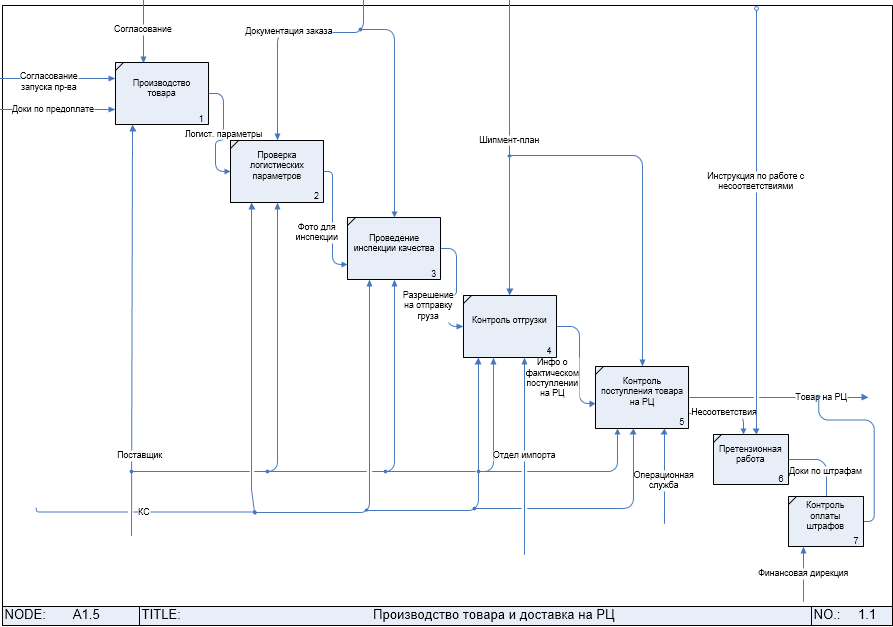 Согласование
Документация заказа
Согласование
запуска пр-ва
Доки по предоплате
Производство
товара
1
Логист. параметры
Проверка
логистиеских
параметров
2
Шипмент-план
Инструкция по работе с
несоответствиями
Фото для
инспекции
Проведение
инспекции качества
3
Разрешение
на отправку
груза
Контроль отгрузки
4
Инфо о
фактическом
поступлении
на РЦ
Контроль
поступления товара
на РЦ
5
Товар на РЦ
Несоответствия
Претензионная
работа
6
Поставщик
Отдел импорта
Операционная
служба
Доки по штрафам
КС
Контроль
оплаты
штрафов
7
Финансовая дирекция
NODE: A1.5 TITLE: Производство товара и доставка на РЦ NO.: 1.1